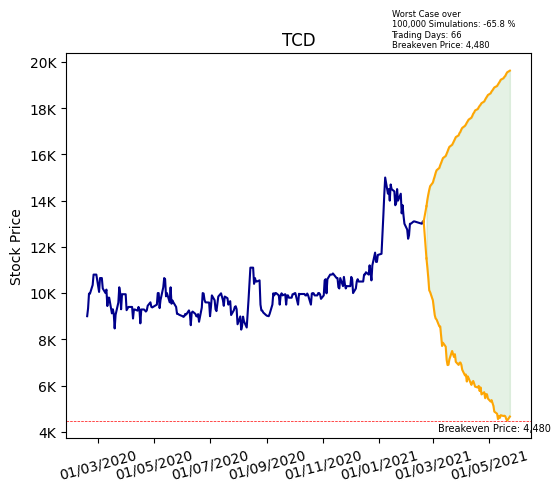 Worst Case over
100,000 Simulations: -65.8 %
Trading Days: 66
Breakeven Price: 4,480
TCD
Stock Price
20K
18K
16K
14K
12K
10K
8K
6K
4K
Breakeven Price: 4,480
01/03/2020
01/05/2020
01/07/2020
01/09/2020
01/11/2020
01/01/2021
01/03/2021
01/05/2021